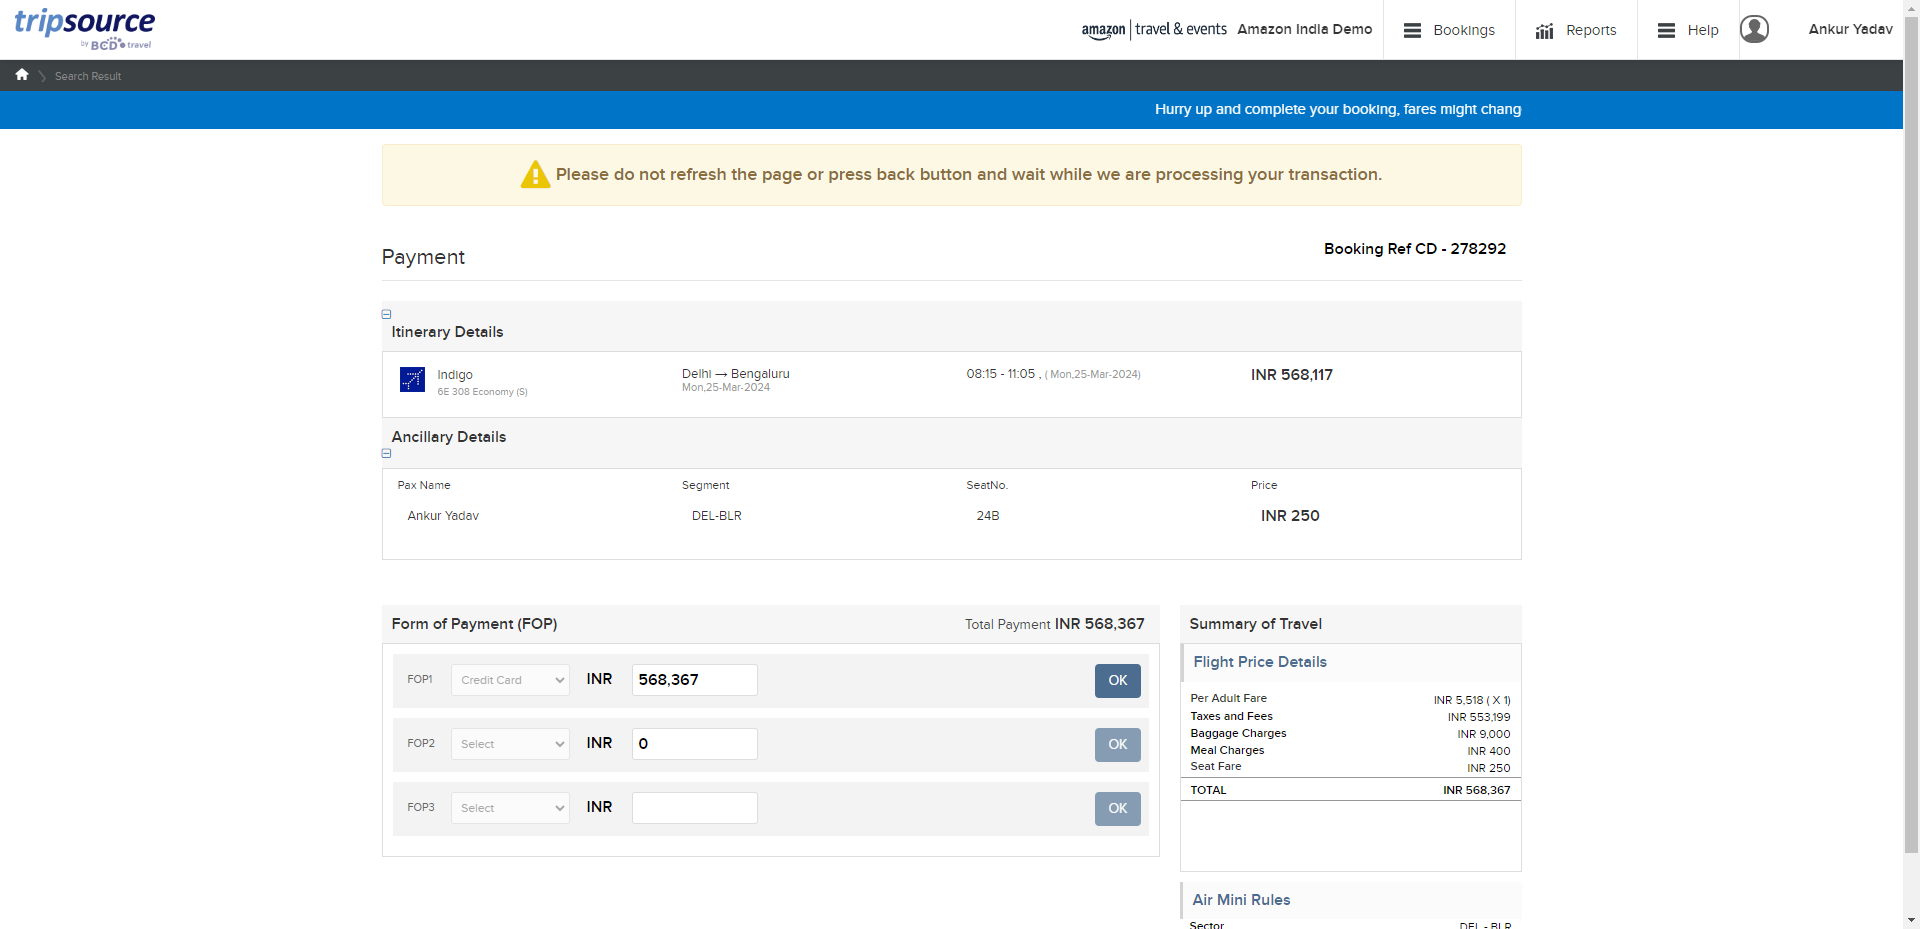 tripsource
by BCD travel
amazon travel & events Amazon India Demo Bookings Reports Help Ankur Yadav
Search Result
Hurry up and complete your booking, fares might chang
Please do not refresh the page or press back button and wait while we are processing your transaction.
Payment
Booking Ref CD - 278292
Itinerary Details
Indigo Delhi → Bengaluru 08:15 - 11:05 , ( Mon,25-Mar-2024) INR 568,117
6E 308 Economy (S) Mon,25-Mar-2024
Ancillary Details
Pax Name Segment SeatNo. Price
Ankur Yadav DEL-BLR 24B INR 250
Form of Payment (FOP) Total Payment INR 568,367
FOP1 Credit Card INR 568,367 OK
FOP2 Select INR 0 OK
FOP3 Select INR OK
Summary of Travel
Flight Price Details
Per Adult Fare INR 5,518 ( X 1)
Taxes and Fees INR 553,199
Baggage Charges INR 9,000
Meal Charges INR 400
Seat Fare INR 250
TOTAL INR 568,367
Air Mini Rules
Sector DEL - BLR